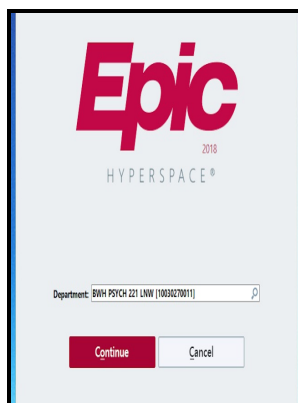 Epic
2018
HYPERSPACE®
Department: BWH PSYCH 221 LNW [10030270011]
Continue Cancel